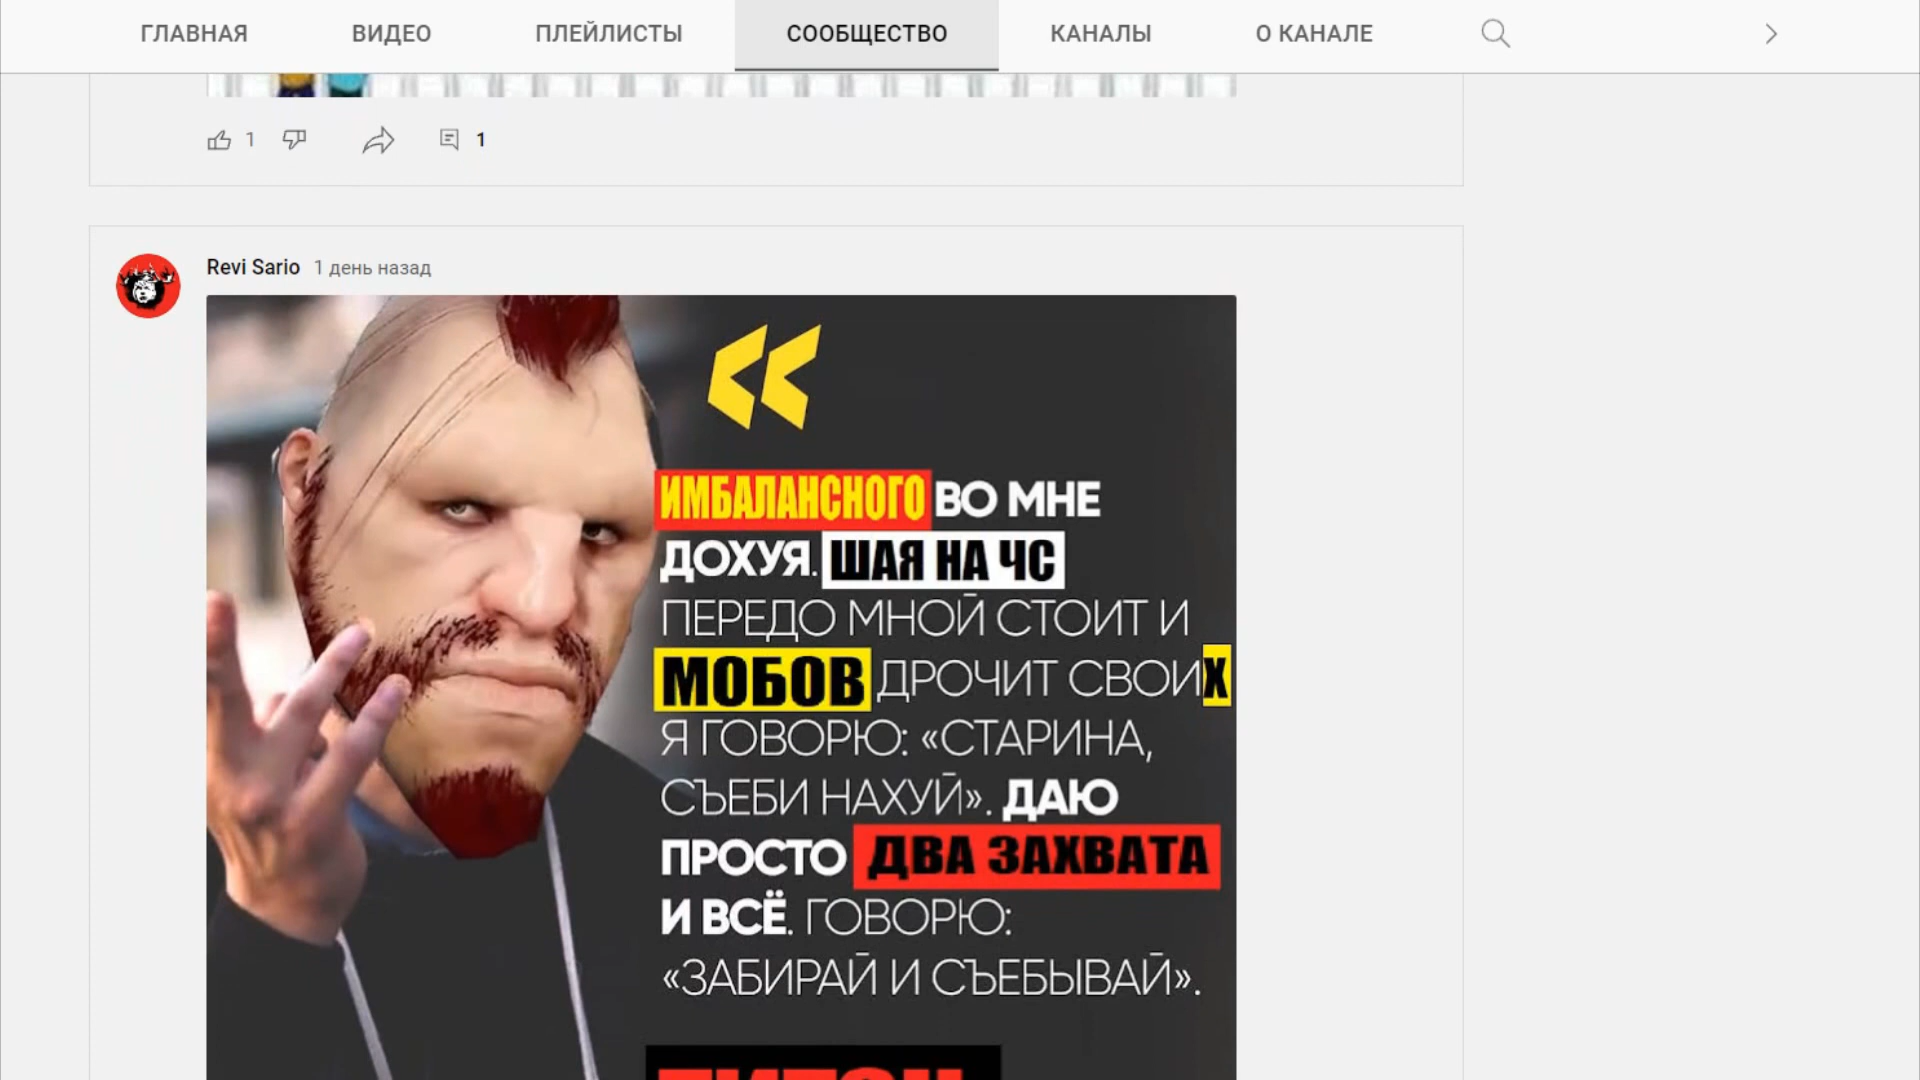 ГЛАВНАЯ ВИДЕО ПЛЕЙЛИСТЫ СООБЩЕСТВО КАНАЛЫ О КАНАЛЕ
1 1
Revi Sario 1 день назад
ИМБАЛАНСНОГО ВО МНЕ
ДОХУЯ. ШАЯ НА ЧС
ПЕРЕДО МНОЙ СТОИТ И
МОБОВ ДРОЧИТ СВОИХ
Я ГОВОРЮ: «СТАРИНА,
СЪЕБИ НАХУЙ». ДАЮ
ПРОСТО ДВА ЗАХВАТА
И ВСЁ. ГОВОРЮ:
«ЗАБИРАЙ И СЪЕБЫВАЙ».